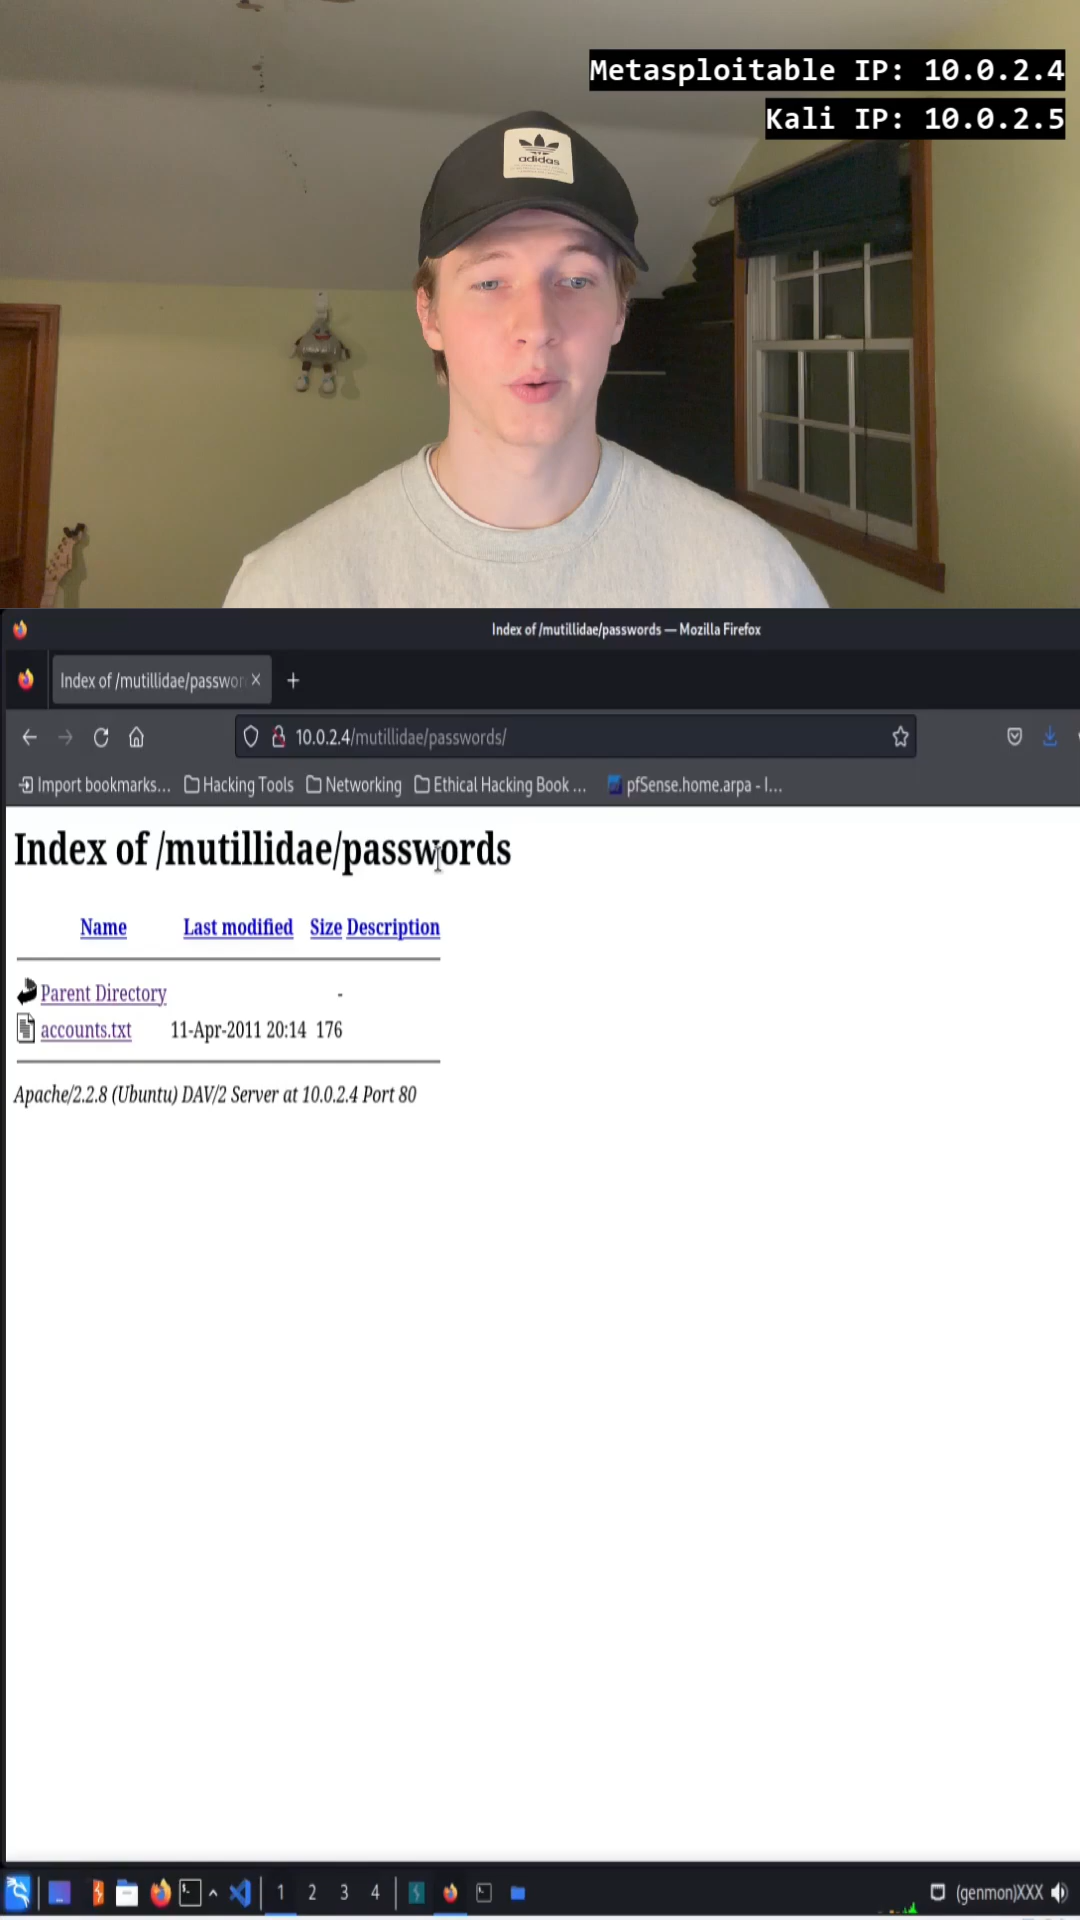 Metasploitable IP: 10.0.2.4
Kali IP: 10.0.2.5
adidas
Index of /mutillidae/passwords — Mozilla Firefox
Index of /mutillidae/passwor
10.0.2.4/mutillidae/passwords/
Import bookmarks... Hacking Tools Networking Ethical Hacking Book ... pfSense.home.arpa - I...
Index of /mutillidae/passwords
Name Last modified Size Description
Parent Directory -
accounts.txt 11-Apr-2011 20:14 176
Apache/2.2.8 (Ubuntu) DAV/2 Server at 10.0.2.4 Port 80
1 2 3 4 (genmon)XXX